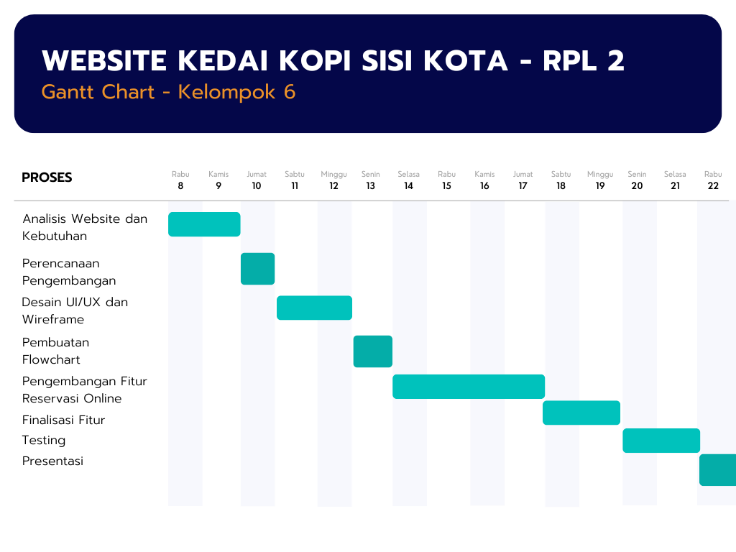 WEBSITE KEDAI KOPI SISI KOTA - RPL 2
Gantt Chart - Kelompok 6
PROSES
Rabu Kamis Jumat Sabtu Minggu Senin Selasa Rabu Kamis Jumat Sabtu Minggu Senin Selasa Rabu
8 9 10 11 12 13 14 15 16 17 18 19 20 21 22
Analisis Website dan
Kebutuhan
Perencanaan
Pengembangan
Desain UI/UX dan
Wireframe
Pembuatan
Flowchart
Pengembangan Fitur
Reservasi Online
Finalisasi Fitur
Testing
Presentasi